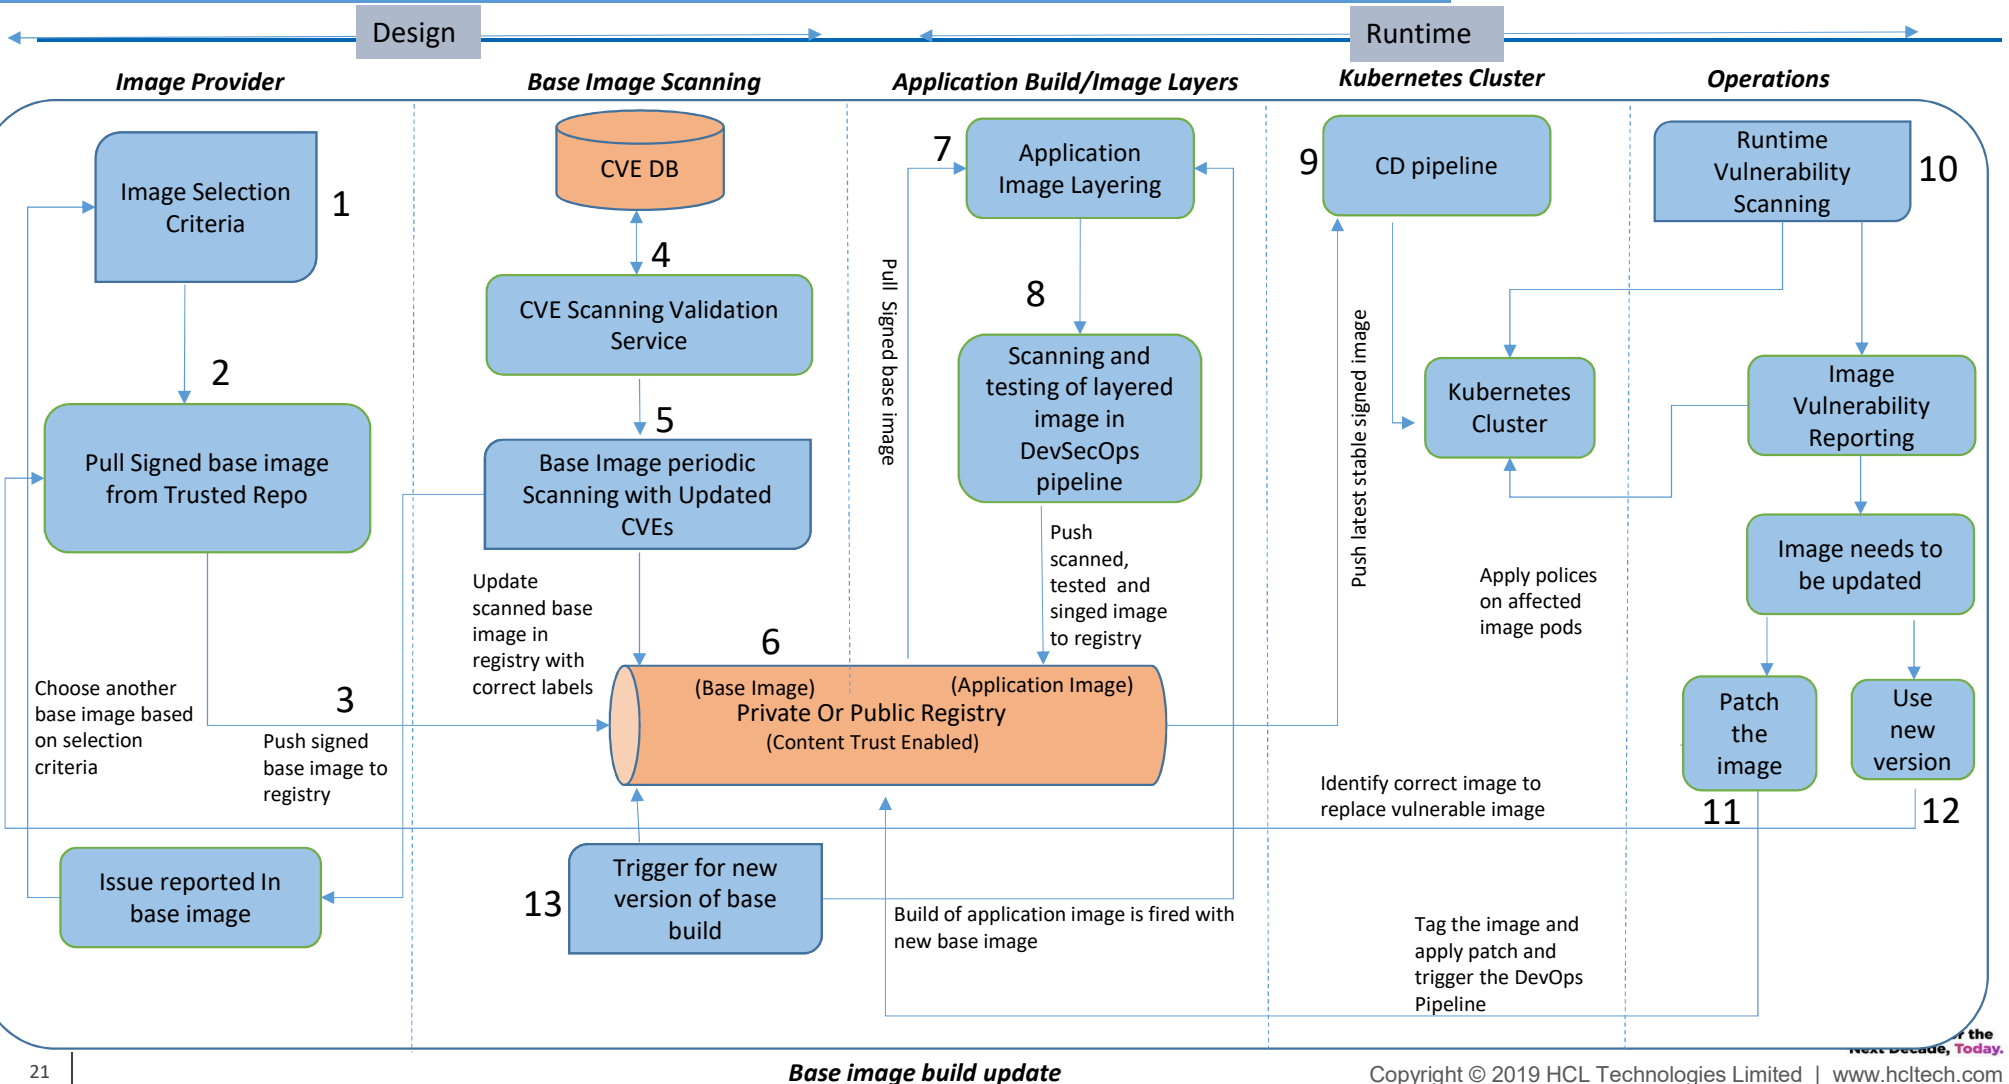 Design
Runtime
Image Provider
Base Image Scanning
Application Build/Image Layers
Kubernetes Cluster
Operations
Image Selection
Criteria
1
2
Pull Signed base image
from Trusted Repo
Choose another
base image based
on selection
criteria
3
Push signed
base image to
registry
Issue reported In
base image
CVE DB
4
CVE Scanning Validation
Service
5
Base Image periodic
Scanning with Updated
CVEs
Update
scanned base
image in
registry with
correct labels
6
(Base Image)
(Application Image)
Private Or Public Registry
(Content Trust Enabled)
13
Trigger for new
version of base
build
7
Application
Image Layering
Pull Signed base image
8
Scanning and
testing of layered
image in
DevSecOps
pipeline
Push
scanned,
tested and
singed image
to registry
Build of application image is fired with
new base image
9
CD pipeline
Push latest stable signed image
Kubernetes
Cluster
Apply polices
on affected
image pods
Identify correct image to
replace vulnerable image
Tag the image and
apply patch and
trigger the DevOps
Pipeline
Runtime
Vulnerability
Scanning
10
Image
Vulnerability
Reporting
Image needs to
be updated
Patch
the
image
11
Use
new
version
12
r the
Next Decade, Today.
21
Base image build update
Copyright © 2019 HCL Technologies Limited | www.hcltech.com